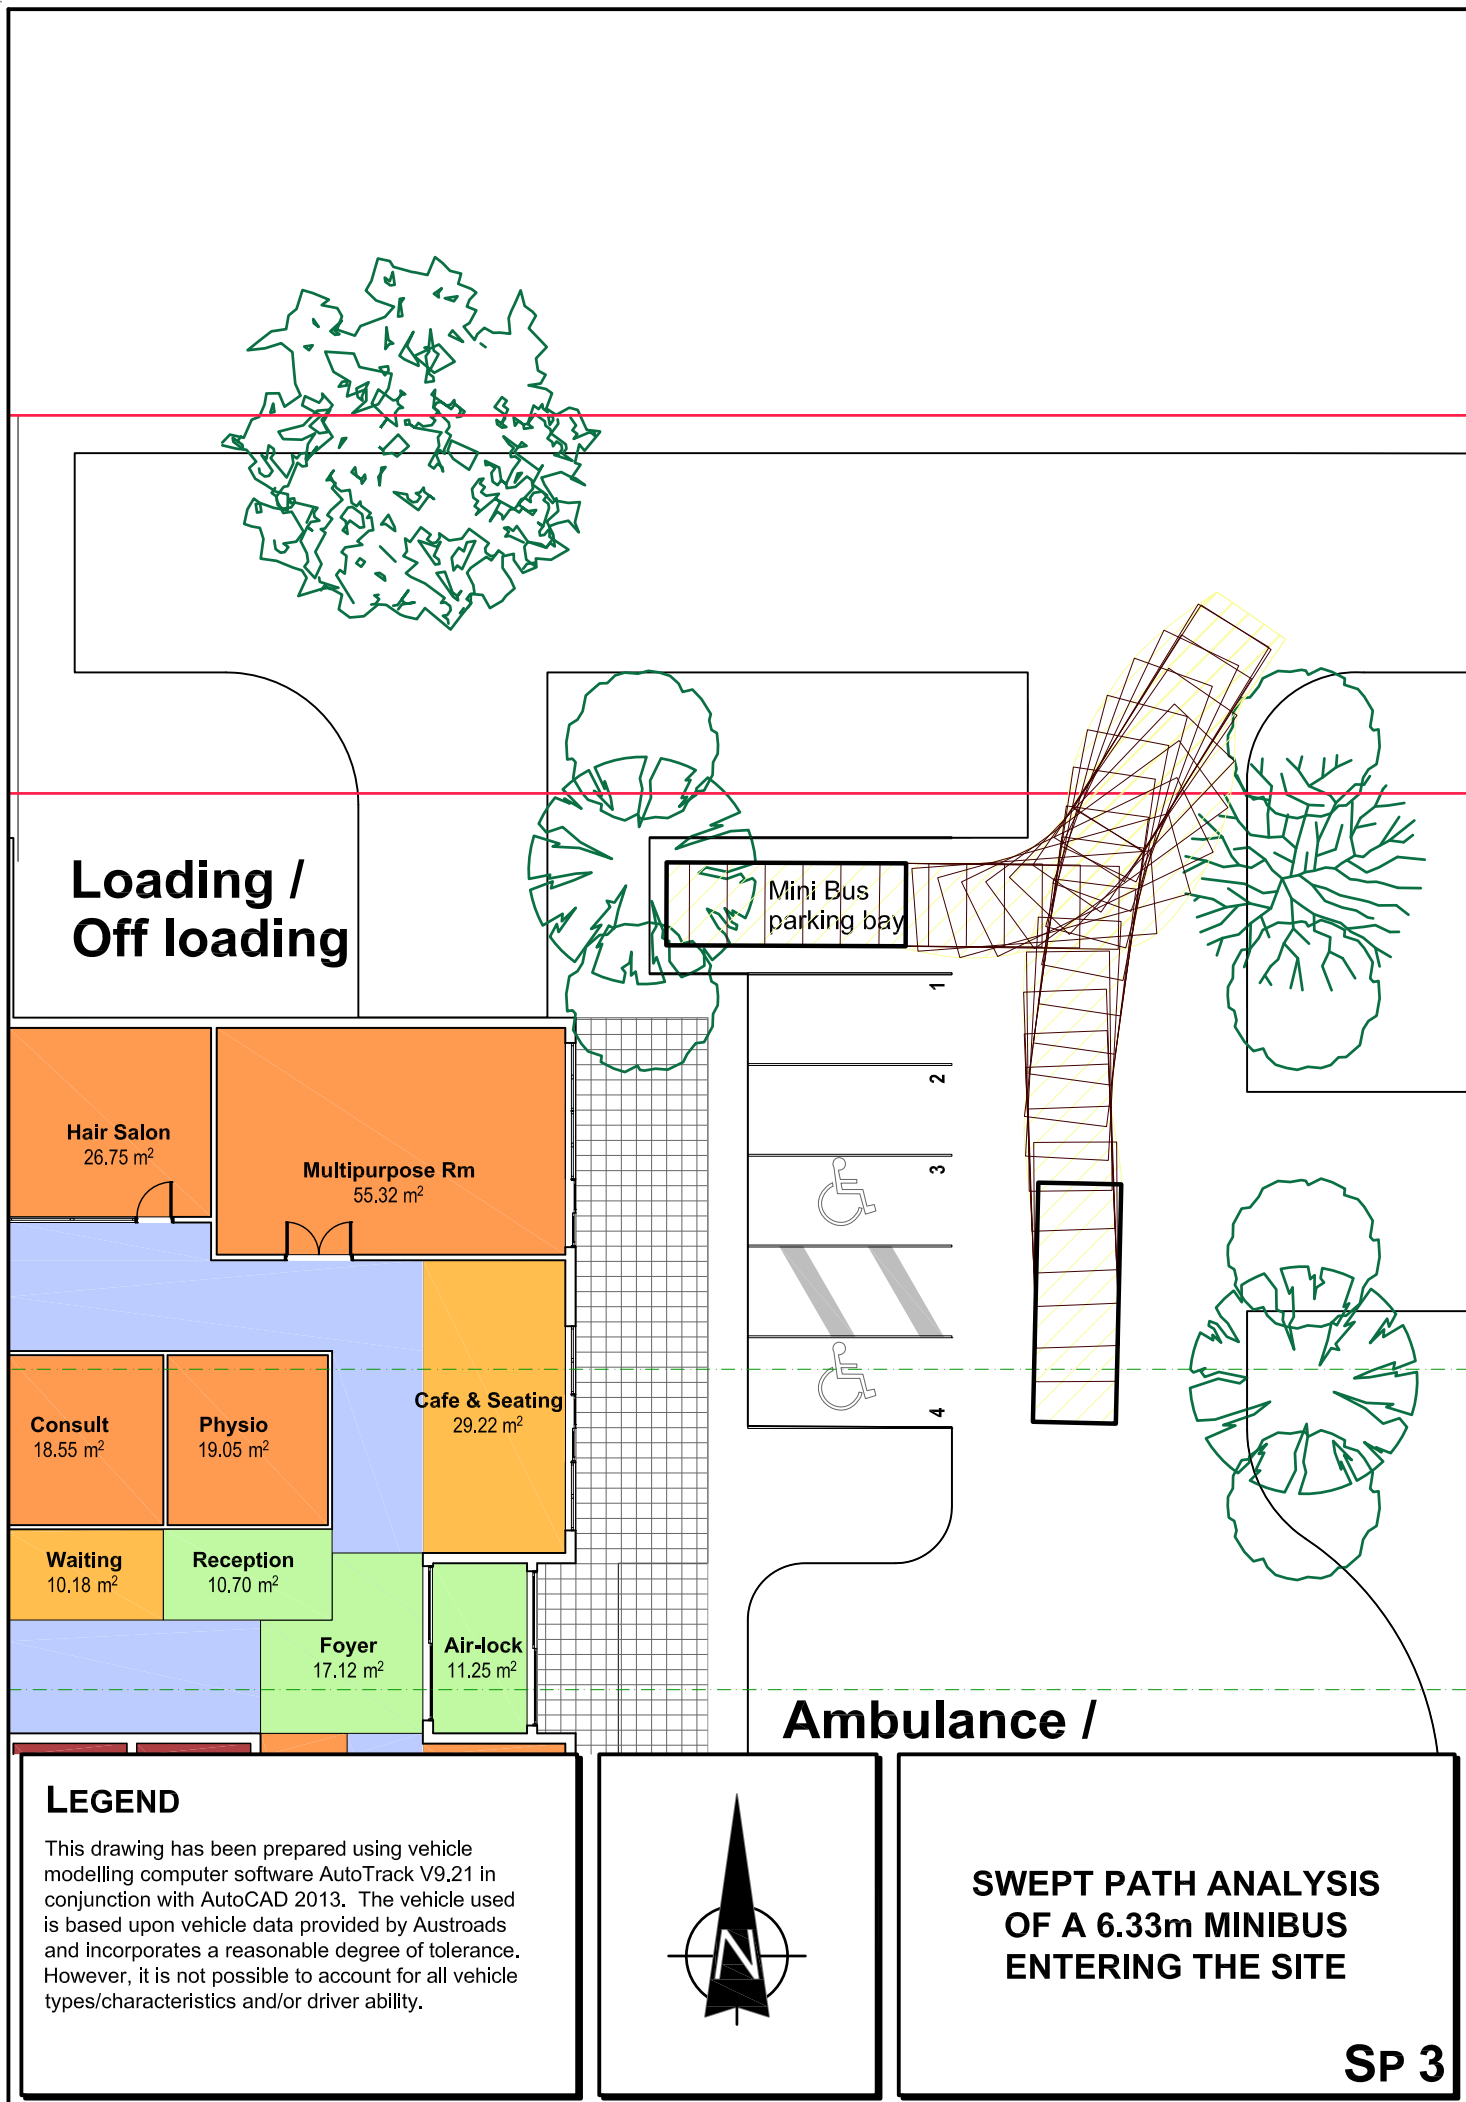 Loading /
Off loading
Mini Bus
parking bay
1
2
3
4
Hair Salon
26.75 m²
Multipurpose Rm
55.32 m²
Cafe & Seating
29.22 m²
Consult
18.55 m²
Physio
19.05 m²
Waiting
10.18 m²
Reception
10.70 m²
Foyer
17.12 m²
Air-lock
11.25 m²
Ambulance /
LEGEND
This drawing has been prepared using vehicle
modelling computer software AutoTrack V9.21 in
conjunction with AutoCAD 2013. The vehicle used
is based upon vehicle data provided by Austroads
and incorporates a reasonable degree of tolerance.
However, it is not possible to account for all vehicle
types/characteristics and/or driver ability.
N
SWEPT PATH ANALYSIS
OF A 6.33m MINIBUS
ENTERING THE SITE
SP 3